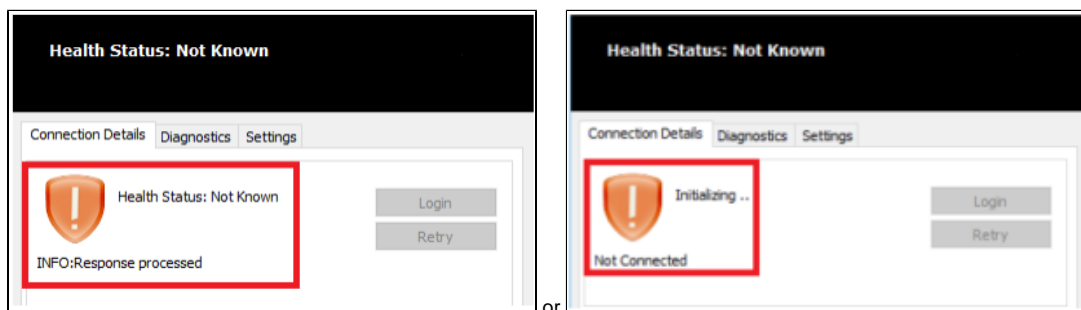 Health Status: Not Known
Connection Details Diagnostics Settings
Health Status: Not Known
Login
Retry
INFO:Response processed
or
Health Status: Not Known
Connection Details Diagnostics Settings
Initializing ..
Login
Retry
Not Connected